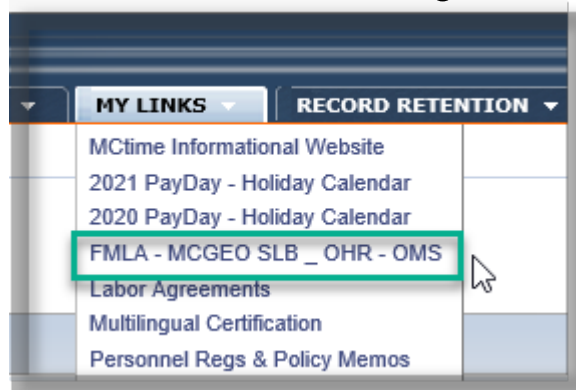 MY LINKS RECORD RETENTION
MCtime Informational Website
2021 PayDay - Holiday Calendar
2020 PayDay - Holiday Calendar
FMLA - MCGEO SLB _ OHR - OMS
Labor Agreements
Multilingual Certification
Personnel Regs & Policy Memos